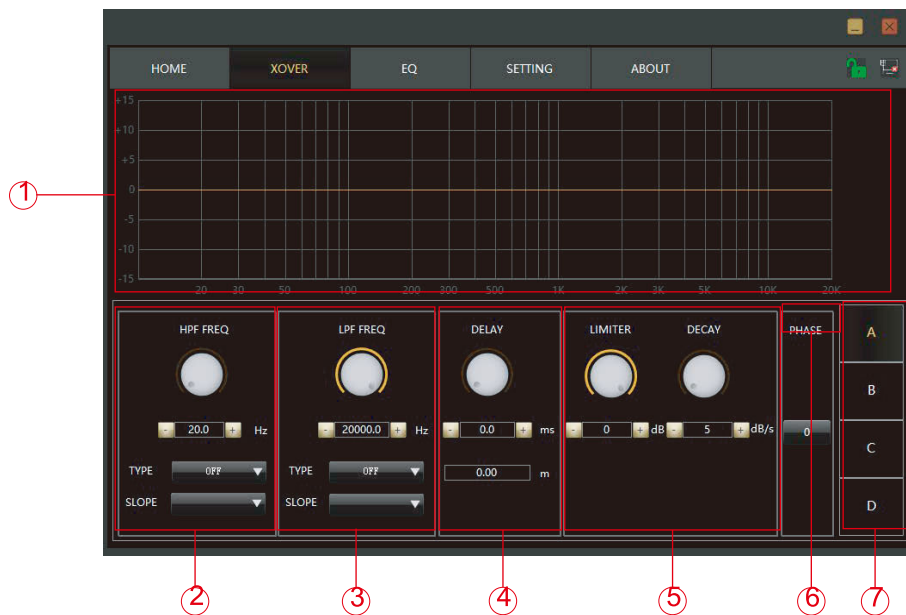 HOME XOVER EQ SETTING ABOUT
+15
+10
+5
0
-5
-10
-15
20 30 50 100 200 300 500 1K 2K 3K 5K 10K 20K
1
HPF FREQ LPF FREQ DELAY LIMITER DECAY PHASE A
B
- 20.0 + Hz - 20000.0 + Hz - 0.0 + ms - 0 + dB - 5 + dB/s 0
C
TYPE OFF TYPE OFF 0.00 m
SLOPE SLOPE D
2 3 4 5 6 7